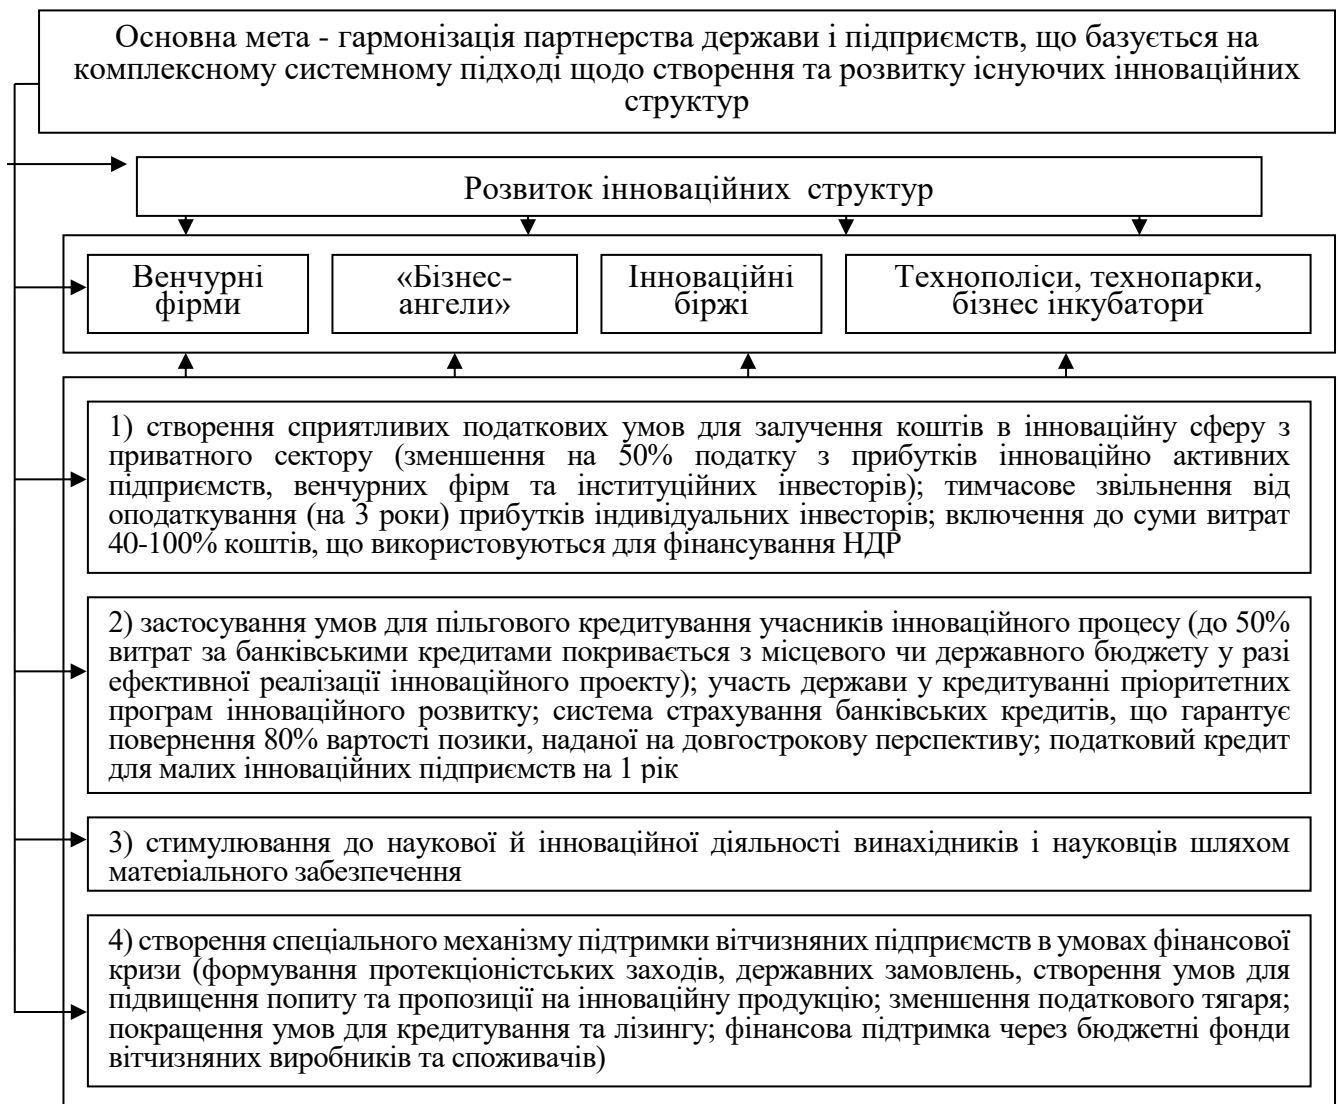 Основна мета - гармонізація партнерства держави і підприємств, що базується на
комплексному системному підході щодо створення та розвитку існуючих інноваційних
структур
Розвиток інноваційних структур
Венчурні
фірми
«Бізнес-
ангели»
Інноваційні
біржі
Технополіси, технопарки,
бізнес інкубатори
1) створення сприятливих податкових умов для залучення коштів в інноваційну сферу з
приватного сектору (зменшення на 50% податку з прибутків інноваційно активних
підприємств, венчурних фірм та інституційних інвесторів); тимчасове звільнення від
оподаткування (на 3 роки) прибутків індивідуальних інвесторів; включення до суми витрат
40-100% коштів, що використовуються для фінансування НДР
2) застосування умов для пільгового кредитування учасників інноваційного процесу (до 50%
витрат за банківськими кредитами покривається з місцевого чи державного бюджету у разі
ефективної реалізації інноваційного проекту); участь держави у кредитуванні пріоритетних
програм інноваційного розвитку; система страхування банківських кредитів, що гарантує
повернення 80% вартості позики, наданої на довгострокову перспективу; податковий кредит
для малих інноваційних підприємств на 1 рік
3) стимулювання до наукової й інноваційної діяльності винахідників і науковців шляхом
матеріального забезпечення
4) створення спеціального механізму підтримки вітчизняних підприємств в умовах фінансової
кризи (формування протекціоністських заходів, державних замовлень, створення умов для
підвищення попиту та пропозиції на інноваційну продукцію; зменшення податкового тягаря;
покращення умов для кредитування та лізингу; фінансова підтримка через бюджетні фонди
вітчизняних виробників та споживачів)